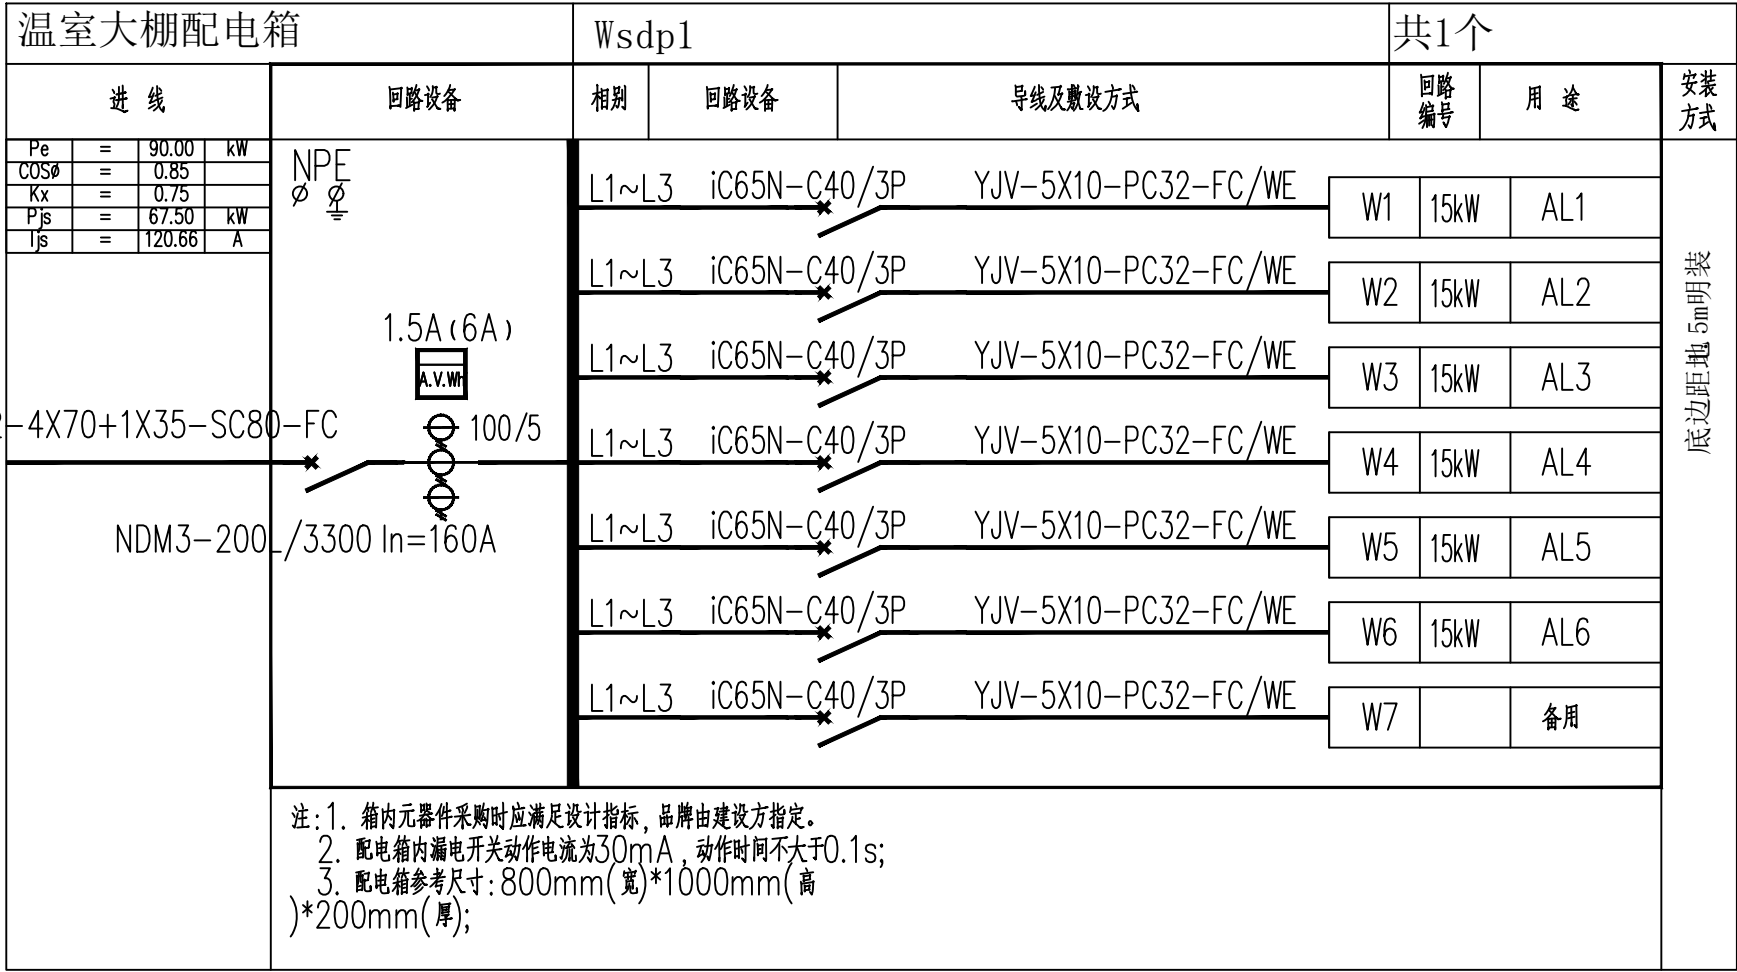 温室大棚配电箱 Wsdp1 共1个
进 线 回路设备 相别 回路设备 导线及敷设方式 回路编号 用 途 安装方式
Pe = 90.00 kW
COSø = 0.85
Kx = 0.75
Pjs = 67.50 kW
Ijs = 120.66 A
NPE
1.5A(6A)
A.V.Wh
100/5
-4X70+1X35-SC80-FC
NDM3-200L/3300 In=160A
L1~L3 iC65N-C40/3P YJV-5X10-PC32-FC/WE W1 15kW AL1
L1~L3 iC65N-C40/3P YJV-5X10-PC32-FC/WE W2 15kW AL2
L1~L3 iC65N-C40/3P YJV-5X10-PC32-FC/WE W3 15kW AL3
L1~L3 iC65N-C40/3P YJV-5X10-PC32-FC/WE W4 15kW AL4
L1~L3 iC65N-C40/3P YJV-5X10-PC32-FC/WE W5 15kW AL5
L1~L3 iC65N-C40/3P YJV-5X10-PC32-FC/WE W6 15kW AL6
L1~L3 iC65N-C40/3P YJV-5X10-PC32-FC/WE W7 备用
底边距地.5m明装
注:1. 箱内元器件采购时应满足设计指标,品牌由建设方指定。
2. 配电箱内漏电开关动作电流为30mA,动作时间不大于0.1s;
3. 配电箱参考尺寸:800mm(宽)*1000mm(高
)*200mm(厚);